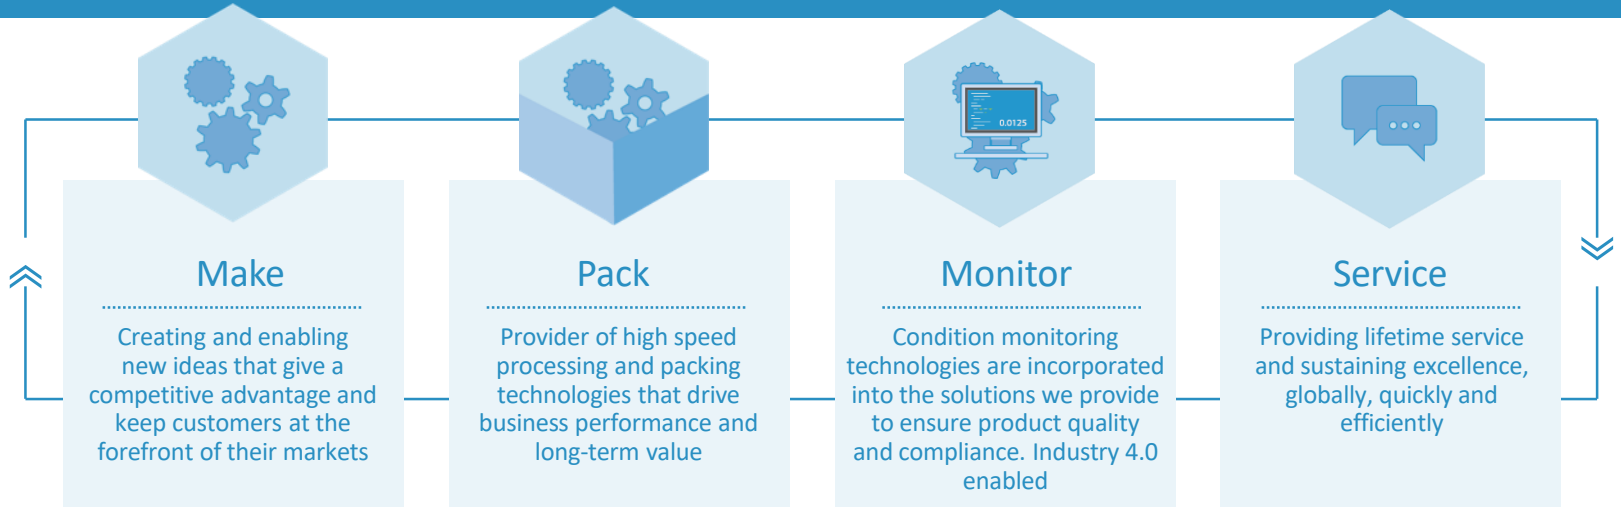 0.0125
Make
Creating and enabling
new ideas that give a
competitive advantage and
keep customers at the
forefront of their markets
Pack
Provider of high speed
processing and packing
technologies that drive
business performance and
long-term value
Monitor
Condition monitoring
technologies are incorporated
into the solutions we provide
to ensure product quality
and compliance. Industry 4.0
enabled
Service
Providing lifetime service
and sustaining excellence,
globally, quickly and
efficiently